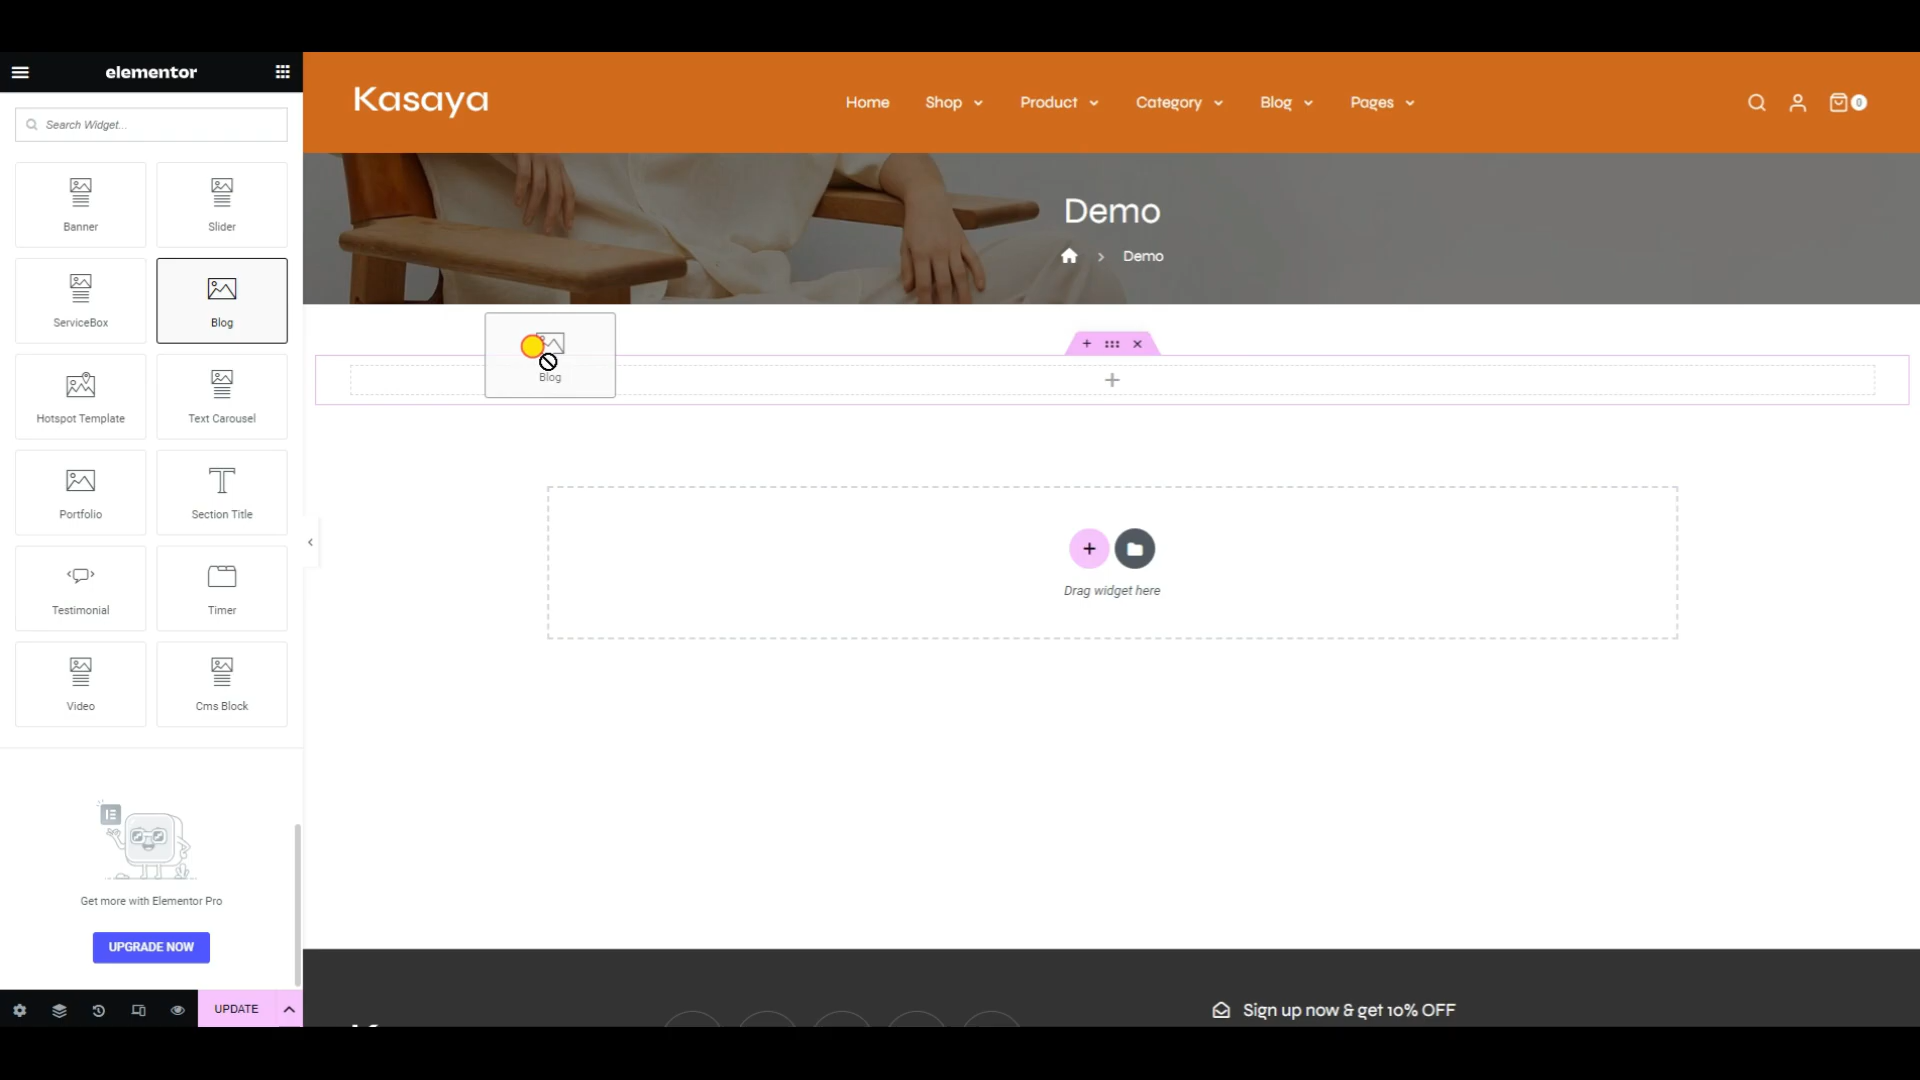 elementor
Search Widget...
Banner
Slider
ServiceBox
Blog
Hotspot Template
Text Carousel
Portfolio
Section Title
Testimonial
Timer
Video
Cms Block
Get more with Elementor Pro
UPGRADE NOW
UPDATE
Kasaya
Home
Shop
Product
Category
Blog
Pages
0
Demo
Demo
Blog
Drag widget here
Sign up now & get 10% OFF